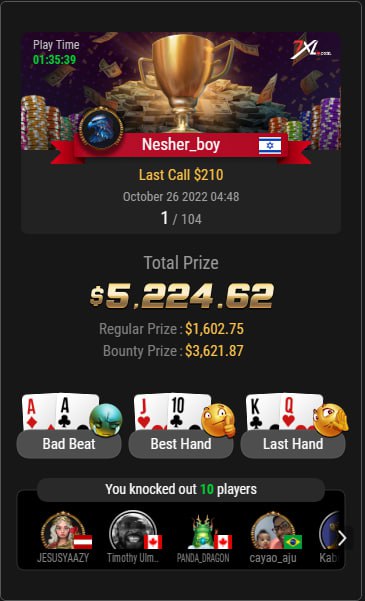 Play Time
01:35:39
7XL.com
Nesher_boy
Last Call $210
October 26 2022 04:48
1 / 104
Total Prize
$5,224.62
Regular Prize : $1,602.75
Bounty Prize : $3,621.87
A A J 10 K Q
Bad Beat Best Hand Last Hand
You knocked out 10 players
JESUSYAAZY Timothy Ulm... PANDA_DRAGON cayao_aju Kab